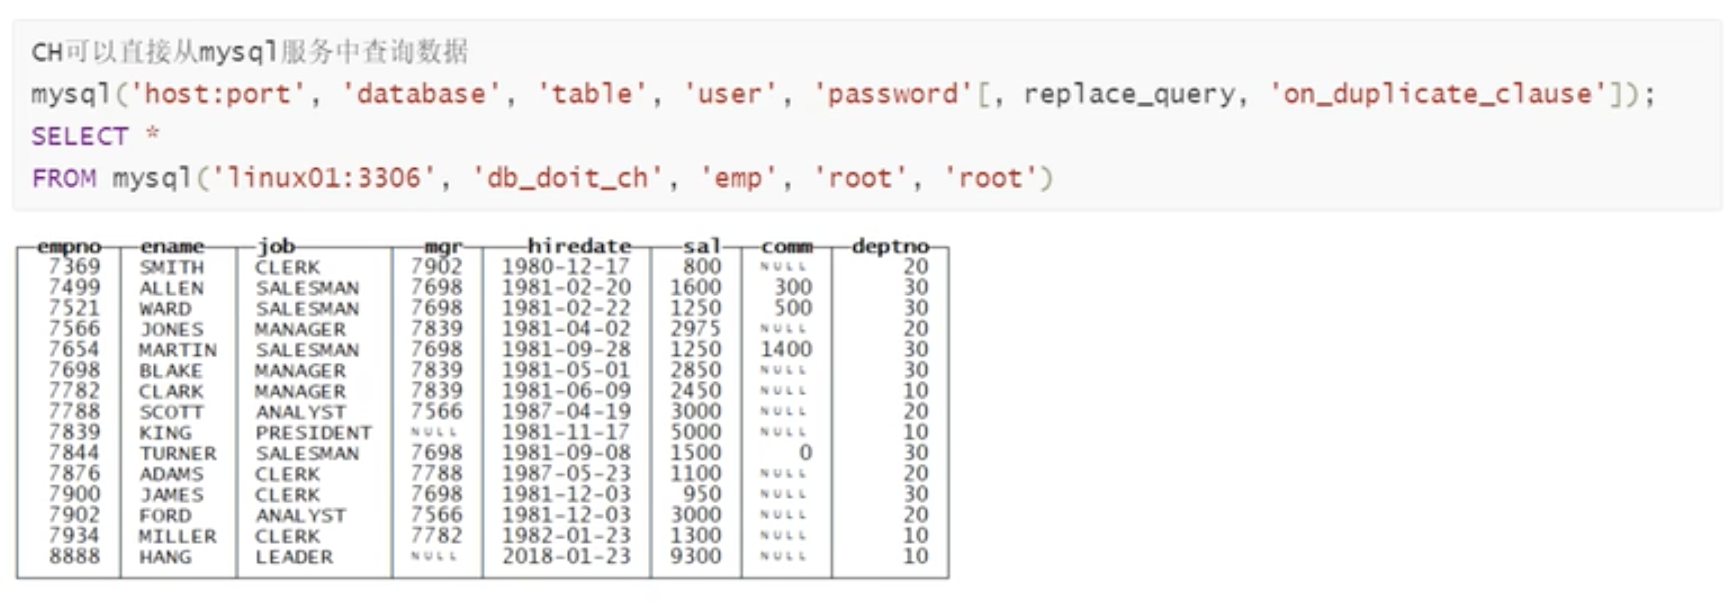 CH可以直接从mysql服务中查询数据
mysql('host:port', 'database', 'table', 'user', 'password'[, replace_query, 'on_duplicate_clause']);
SELECT *
FROM mysql('linux01:3306', 'db_doit_ch', 'emp', 'root', 'root')
empno ename job mgr hiredate sal comm deptno
7369 SMITH CLERK 7902 1980-12-17 800 NULL 20
7499 ALLEN SALESMAN 7698 1981-02-20 1600 300 30
7521 WARD SALESMAN 7698 1981-02-22 1250 500 30
7566 JONES MANAGER 7839 1981-04-02 2975 NULL 20
7654 MARTIN SALESMAN 7698 1981-09-28 1250 1400 30
7698 BLAKE MANAGER 7839 1981-05-01 2850 NULL 30
7782 CLARK MANAGER 7839 1981-06-09 2450 NULL 10
7788 SCOTT ANALYST 7566 1987-04-19 3000 NULL 20
7839 KING PRESIDENT NULL 1981-11-17 5000 NULL 10
7844 TURNER SALESMAN 7698 1981-09-08 1500 0 30
7876 ADAMS CLERK 7788 1987-05-23 1100 NULL 20
7900 JAMES CLERK 7698 1981-12-03 950 NULL 30
7902 FORD ANALYST 7566 1981-12-03 3000 NULL 20
7934 MILLER CLERK 7782 1982-01-23 1300 NULL 10
8888 HANG LEADER NULL 2018-01-23 9300 NULL 10